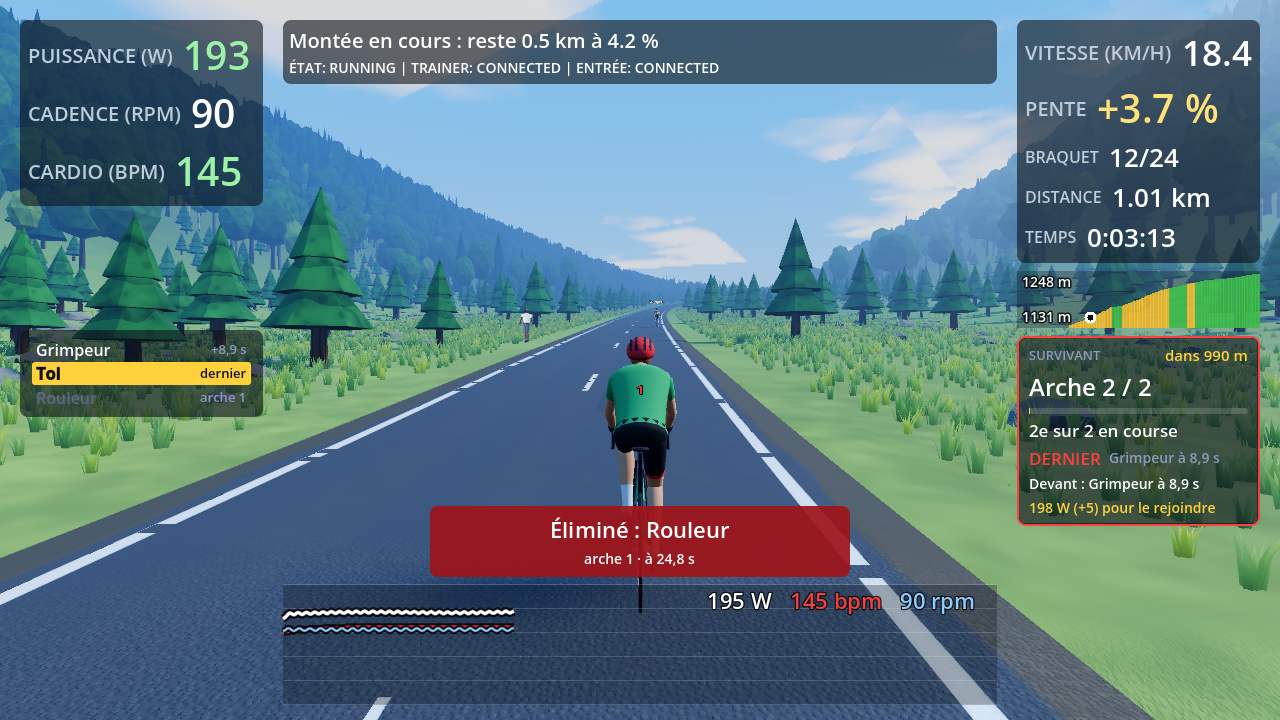 PUISSANCE (W) 193
CADENCE (RPM) 90
CARDIO (BPM) 145
Montée en cours : reste 0.5 km à 4.2 %
ÉTAT: RUNNING | TRAINER: CONNECTED | ENTRÉE: CONNECTED
VITESSE (KM/H) 18.4
PENTE +3.7 %
BRAQUET 12/24
DISTANCE 1.01 km
TEMPS 0:03:13
1248 m
1131 m
Grimpeur +8,9 s
Toi dernier
Rouleur arche 1
SURVIVANT dans 990 m
Arche 2 / 2
2e sur 2 en course
DERNIER Grimpeur à 8,9 s
Devant : Grimpeur à 8,9 s
198 W (+5) pour le rejoindre
1
Éliminé : Rouleur
arche 1 · à 24,8 s
195 W 145 bpm 90 rpm